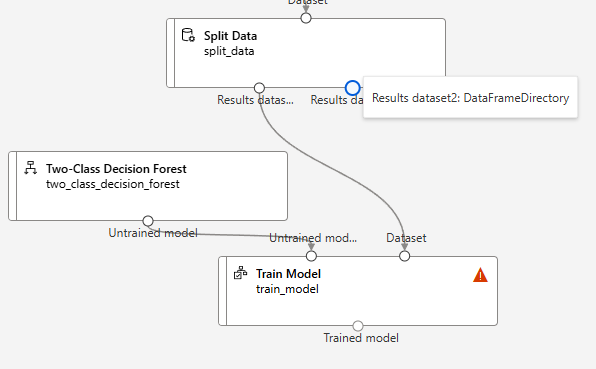 Dataset
Split Data
split_data
Results datas...
Results da
Results dataset2: DataFrameDirectory
Two-Class Decision Forest
two_class_decision_forest
Untrained model
Untrained mod...
Dataset
Train Model
train_model
Trained model